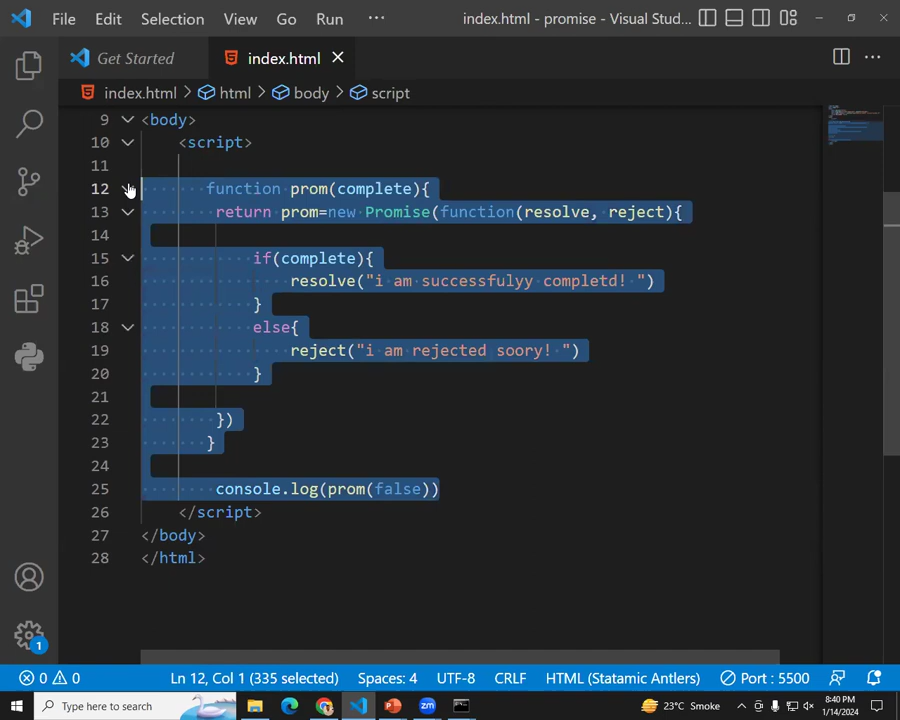 File Edit Selection View Go Run ··· index.html - promise - Visual Stud...
Get Started index.html
index.html > html > body > script
9 <body>
10 <script>
11
12 function prom(complete){
13 return prom=new Promise(function(resolve, reject){
14
15 if(complete){
16 resolve("i am successfulyy completd! ")
17 }
18 else{
19 reject("i am rejected soory! ")
20 }
21
22 })
23 }
24
25 console.log(prom(false))
26 </script>
27 </body>
28 </html>
1
0 0 Ln 12, Col 1 (335 selected) Spaces: 4 UTF-8 CRLF HTML (Statamic Antlers) Port : 5500
Type here to search 23°C Smoke 8:40 PM
1/14/2024